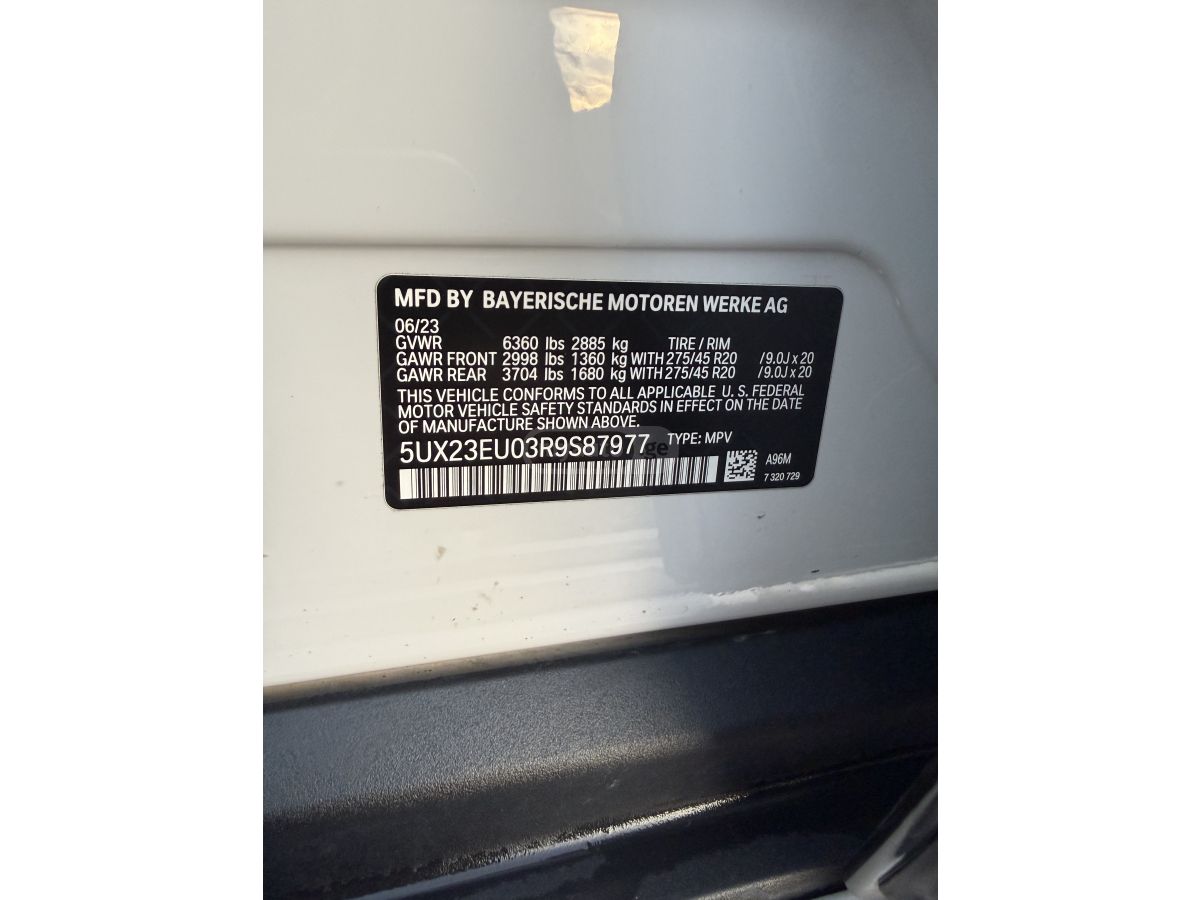 MFD BY BAYERISCHE MOTOREN WERKE AG
06/23
GVWR 6360 lbs 2885 kg TIRE / RIM
GAWR FRONT 2998 lbs 1360 kg WITH 275/45 R20 /9.0J x 20
GAWR REAR 3704 lbs 1680 kg WITH 275/45 R20 /9.0J x 20
THIS VEHICLE CONFORMS TO ALL APPLICABLE U. S. FEDERAL
MOTOR VEHICLE SAFETY STANDARDS IN EFFECT ON THE DATE
OF MANUFACTURE SHOWN ABOVE.
5UX23EU03R9S87977 TYPE: MPV
A96M
7 320 729